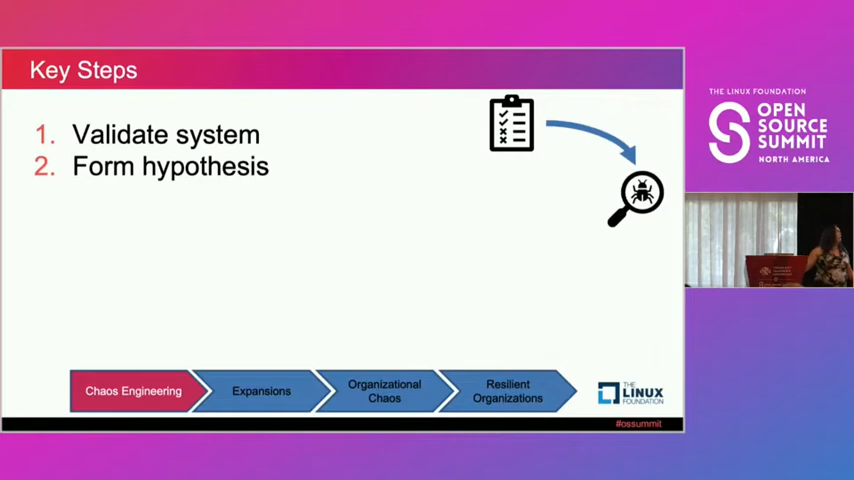 Key Steps
1. Validate system
2. Form hypothesis
Chaos Engineering
Expansions
Organizational
Chaos
Resilient
Organizations
THE
LINUX
FOUNDATION
#ossummit
THE LINUX FOUNDATION
OPEN
SOURCE
SUMMIT
NORTH AMERICA